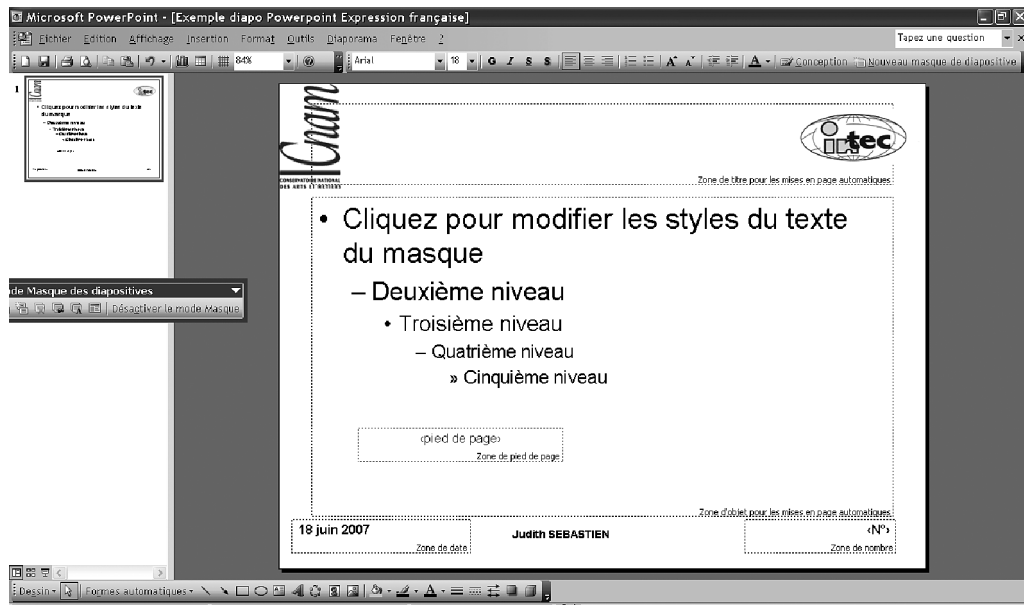 Microsoft PowerPoint - [Exemple diapo Powerpoint Expression française]
Fichier Edition Affichage Insertion Format Outils Diaporama Fenêtre ?
Tapez une question
84% Arial 18 G I S S Conception Nouveau masque de diapositive
1
Cnam
CONSERVATOIRE NATIONAL
DES ARTS ET METIERS
intec
Zone de titre pour les mises en page automatiques
• Cliquez pour modifier les styles du texte
du masque
– Deuxième niveau
• Troisième niveau
– Quatrième niveau
» Cinquième niveau
de Masque des diapositives
Désactiver le mode Masque
‹pied de page›
Zone de pied de page
Zone d'objet pour les mises en page automatiques
18 juin 2007
Zone de date
Judith SEBASTIEN
‹N°›
Zone de nombre
Dessin Formes automatiques